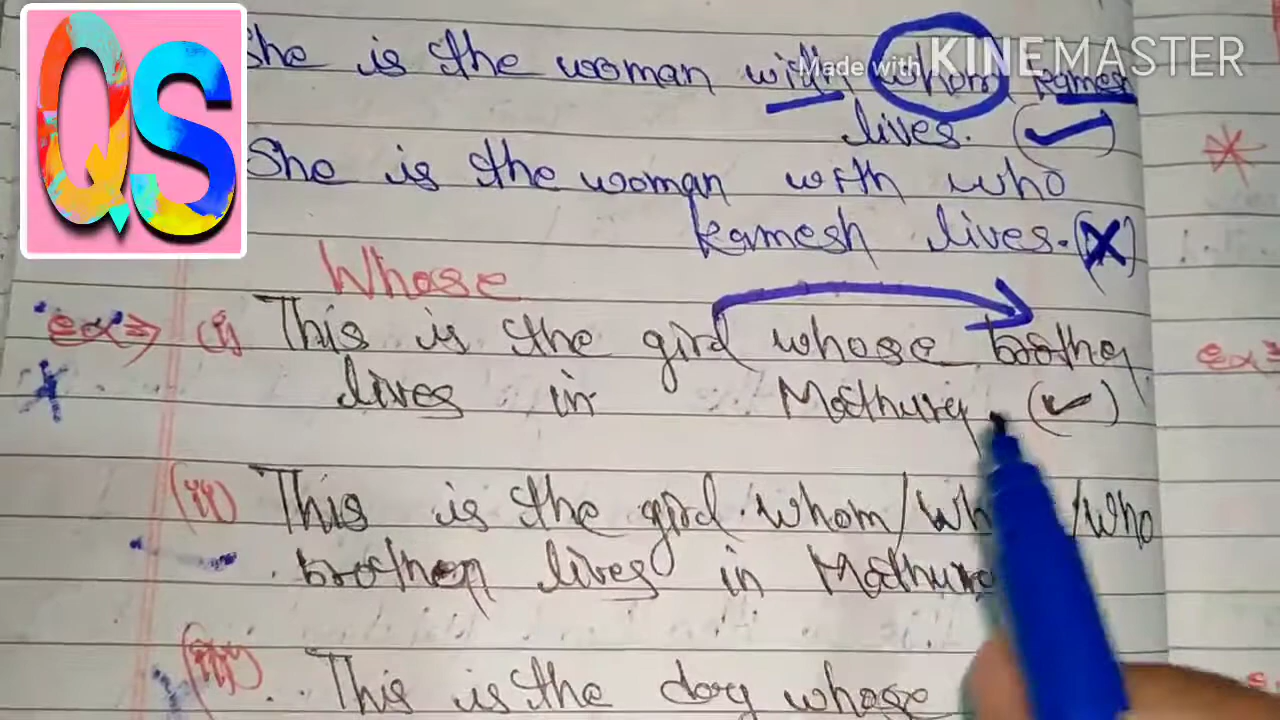 QS
She is the woman with whom Ramesh
Made with KINEMASTER
lives. (✓)
She is the woman with who
Ramesh lives. (X)
Whose
ex 3 (i) This is the girl whose brother
lives in Mathura (✓)
(ii) This is the girl whom/ /who
brother lives in Mathura
(iii) This is the dog whose
ex 3